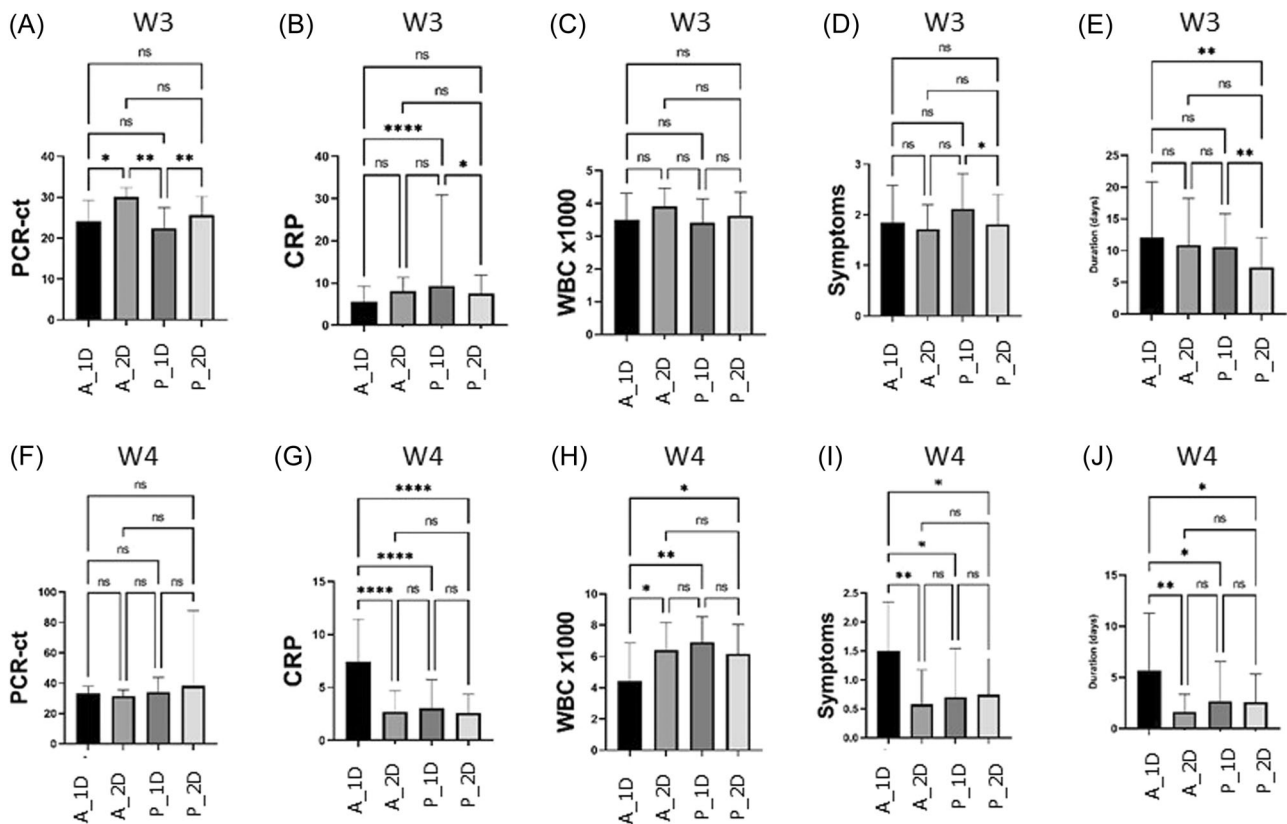 (A) W3
ns
ns
ns
* ** **
40
30
20
10
0
PCR-ct
A_1D A_2D P_1D P_2D
(B) W3
ns
ns
****
ns ns *
40
30
20
10
0
CRP
A_1D A_2D P_1D P_2D
(C) W3
ns
ns
ns
ns ns ns
5
4
3
2
1
0
WBC x1000
A_1D A_2D P_1D P_2D
(D) W3
ns
ns
ns
ns ns *
3
2
1
0
Symptoms
A_1D A_2D P_1D P_2D
(E) W3
**
ns
ns
ns ns **
25
20
15
10
5
0
Duration (days)
A_1D A_2D P_1D P_2D
(F) W4
ns
ns
ns
ns ns ns
100
80
60
40
20
0
PCR-ct
A_1D A_2D P_1D P_2D
(G) W4
****
ns
****
**** ns ns
15
10
5
0
CRP
A_1D A_2D P_1D P_2D
(H) W4
*
ns
**
* ns ns
10
8
6
4
2
0
WBC x1000
A_1D A_2D P_1D P_2D
(I) W4
*
ns
*
** ns ns
2.5
2.0
1.5
1.0
0.5
0.0
Symptoms
A_1D A_2D P_1D P_2D
(J) W4
*
ns
*
** ns ns
15
10
5
0
Duration (days)
A_1D A_2D P_1D P_2D